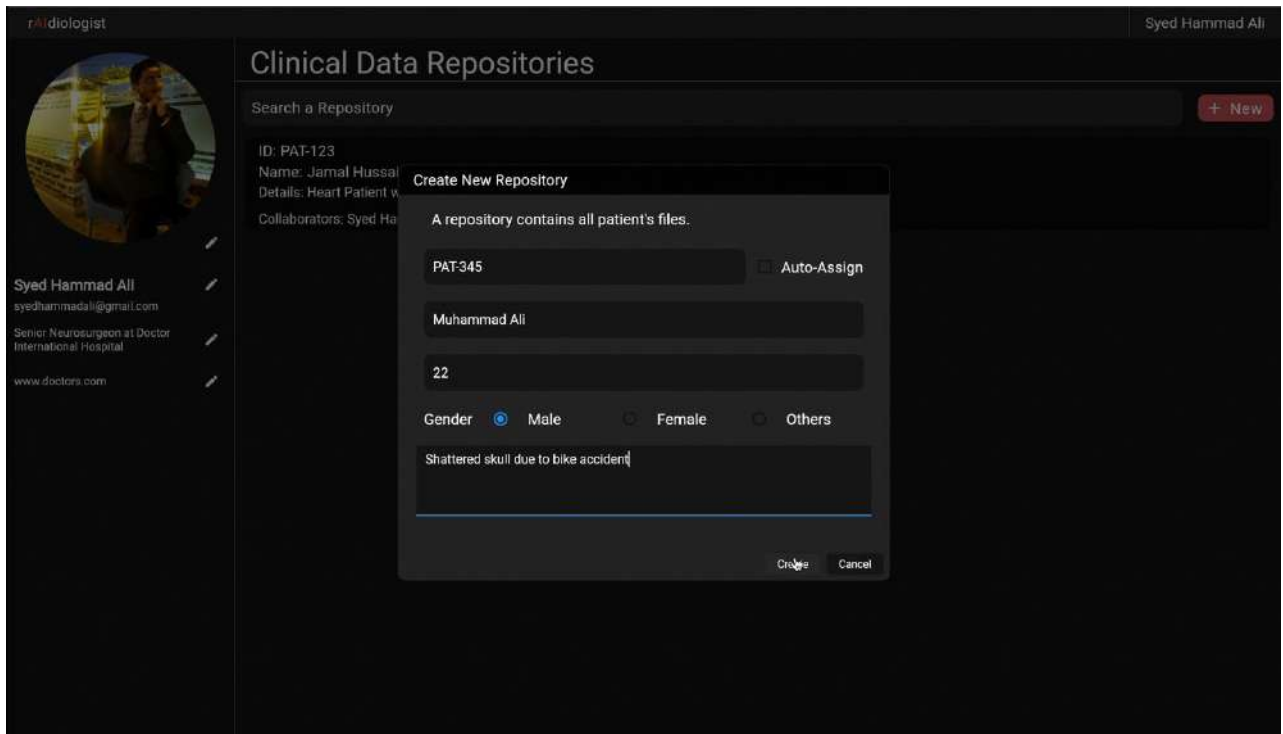 rAIdiologist
Syed Hammad Ali
Clinical Data Repositories
Search a Repository
+ New
ID: PAT-123
Name: Jamal Hussai
Details: Heart Patient w
Collaborators: Syed Ha
Syed Hammad Ali
syedhammadali@gmail.com
Senior Neurosurgeon at Doctor
International Hospital
www.doctors.com
Create New Repository
A repository contains all patient's files.
PAT-345
Auto-Assign
Muhammad Ali
22
Gender Male Female Others
Shattered skull due to bike accident
Create Cancel